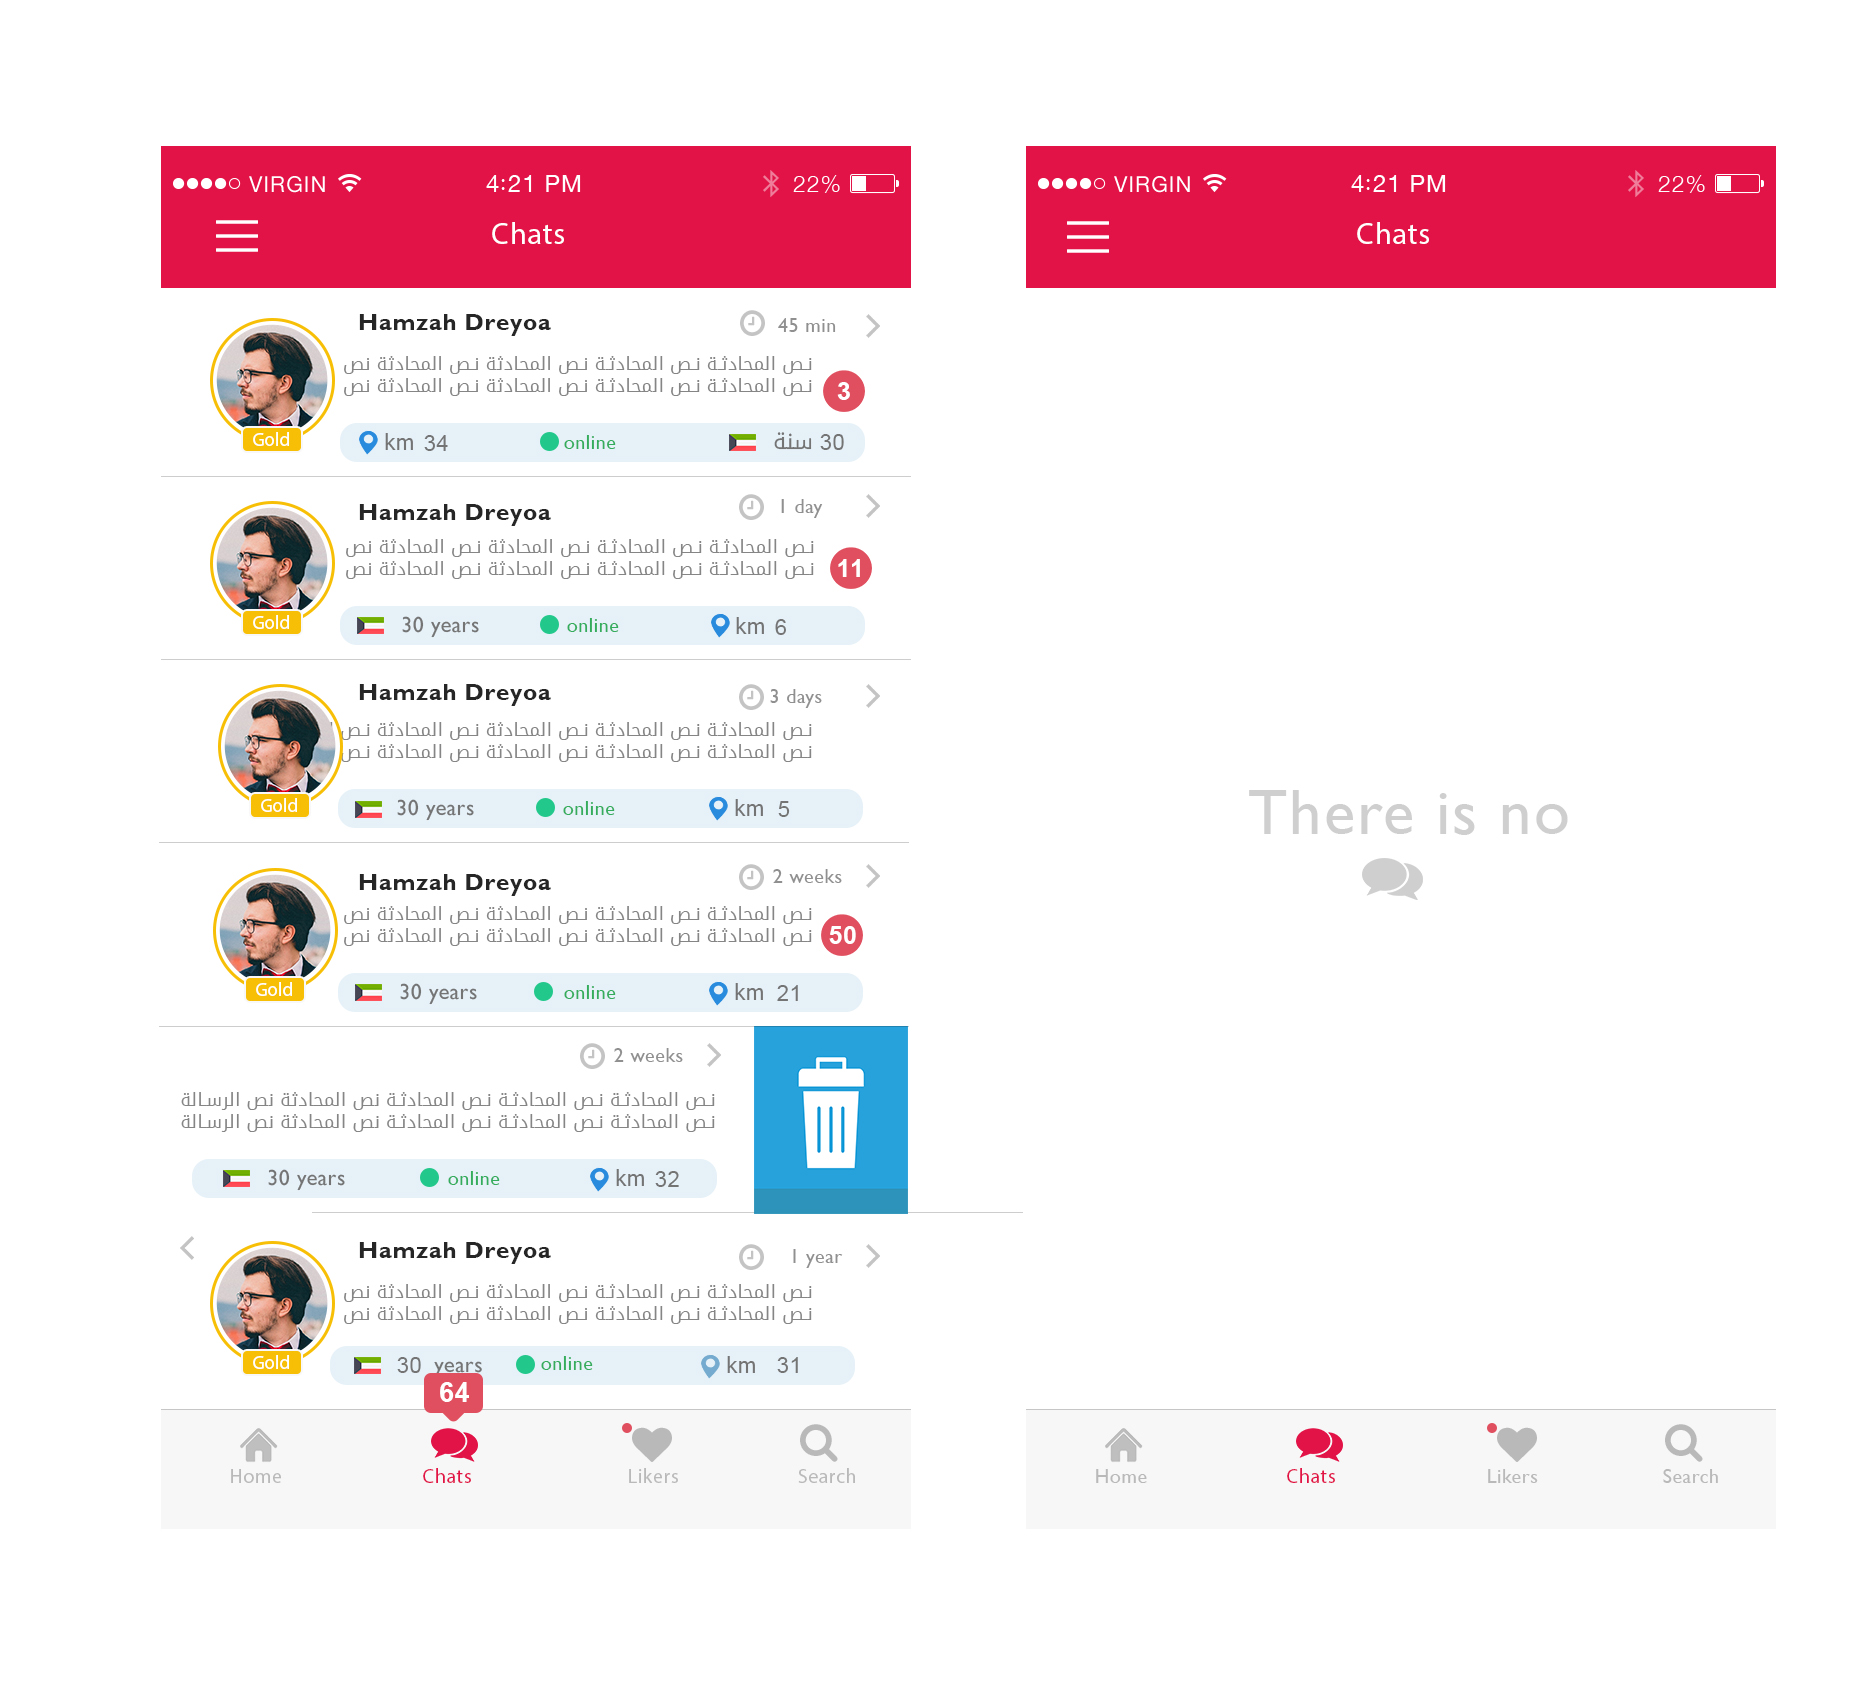 VIRGIN 4:21 PM 22%
Chats
Hamzah Dreyoa 45 min
نص المحادثة نص المحادثة نص المحادثة نص المحادثة نص
نص المحادثة نص المحادثة نص المحادثة نص المحادثة نص
3
Gold
km 34 online 30 سنة
Hamzah Dreyoa 1 day
نص المحادثة نص المحادثة نص المحادثة نص المحادثة نص
نص المحادثة نص المحادثة نص المحادثة نص المحادثة نص
11
Gold
30 years online km 6
Hamzah Dreyoa 3 days
نص المحادثة نص المحادثة نص المحادثة نص المحادثة نص
نص المحادثة نص المحادثة نص المحادثة نص المحادثة نص
Gold
30 years online km 5
Hamzah Dreyoa 2 weeks
نص المحادثة نص المحادثة نص المحادثة نص المحادثة نص
نص المحادثة نص المحادثة نص المحادثة نص المحادثة نص
50
Gold
30 years online km 21
2 weeks
نص المحادثة نص المحادثة نص المحادثة نص المحادثة نص الرسالة
نص المحادثة نص المحادثة نص المحادثة نص المحادثة نص الرسالة
30 years online km 32
Hamzah Dreyoa 1 year
نص المحادثة نص المحادثة نص المحادثة نص المحادثة نص
نص المحادثة نص المحادثة نص المحادثة نص المحادثة نص
Gold
30 years online km 31
64
Home Chats Likers Search
VIRGIN 4:21 PM 22%
Chats
There is no
Home Chats Likers Search